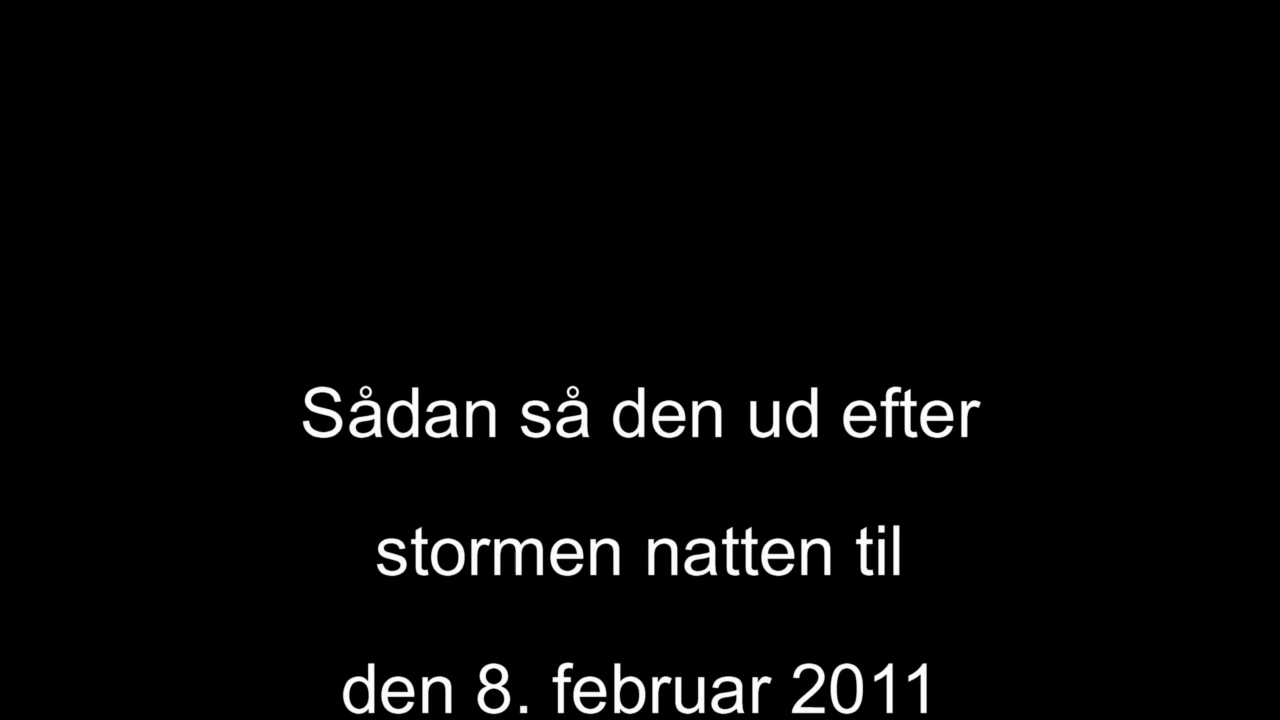 Sådan så den ud efter
stormen natten til
den 8. februar 2011